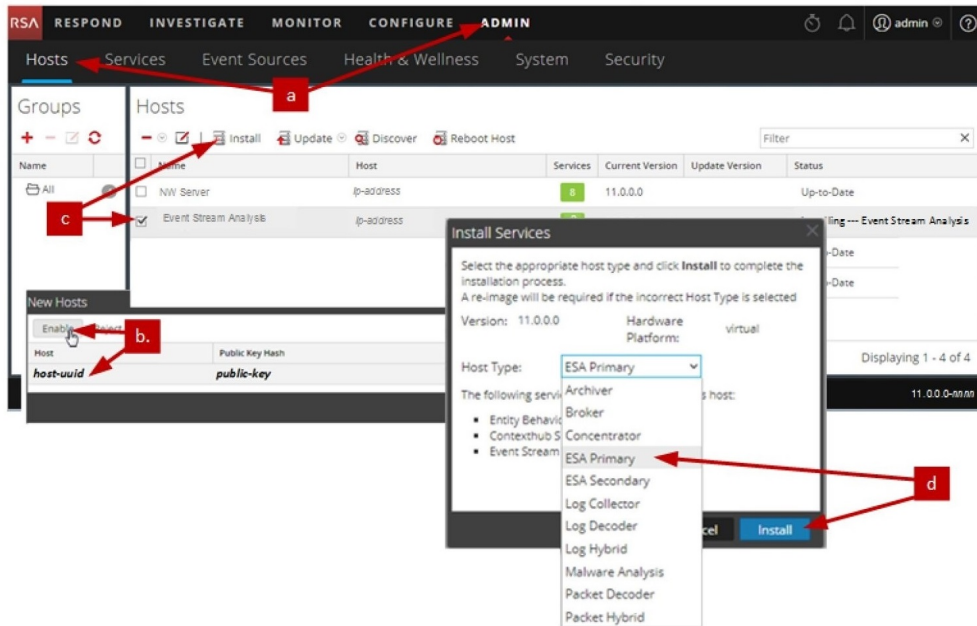 RSA RESPOND INVESTIGATE MONITOR CONFIGURE ADMIN admin
Hosts Services Event Sources Health & Wellness System Security
a
Groups
Hosts
Install Update Discover Reboot Host Filter
Name
Name Host Services Current Version Update Version Status
All
NW Server ip-address 8 11.0.0.0 Up-to-Date
c
Event Stream Analysis ip-address --- Event Stream Analysis
-Date
-Date
Displaying 1 - 4 of 4
11.0.0.0-nnnn
New Hosts
Enable Reject
b.
Host Public Key Hash
host-uuid public-key
Install Services
Select the appropriate host type and click Install to complete the
installation process.
A re-image will be required if the incorrect Host Type is selected
Version: 11.0.0.0 Hardware
Platform: virtual
Host Type: ESA Primary
The following servi s host:
Entity Behavio
Contexthub S
Event Stream
Archiver
Broker
Concentrator
ESA Primary
ESA Secondary
Log Collector
Log Decoder
Log Hybrid
Malware Analysis
Packet Decoder
Packet Hybrid
d
cel Install